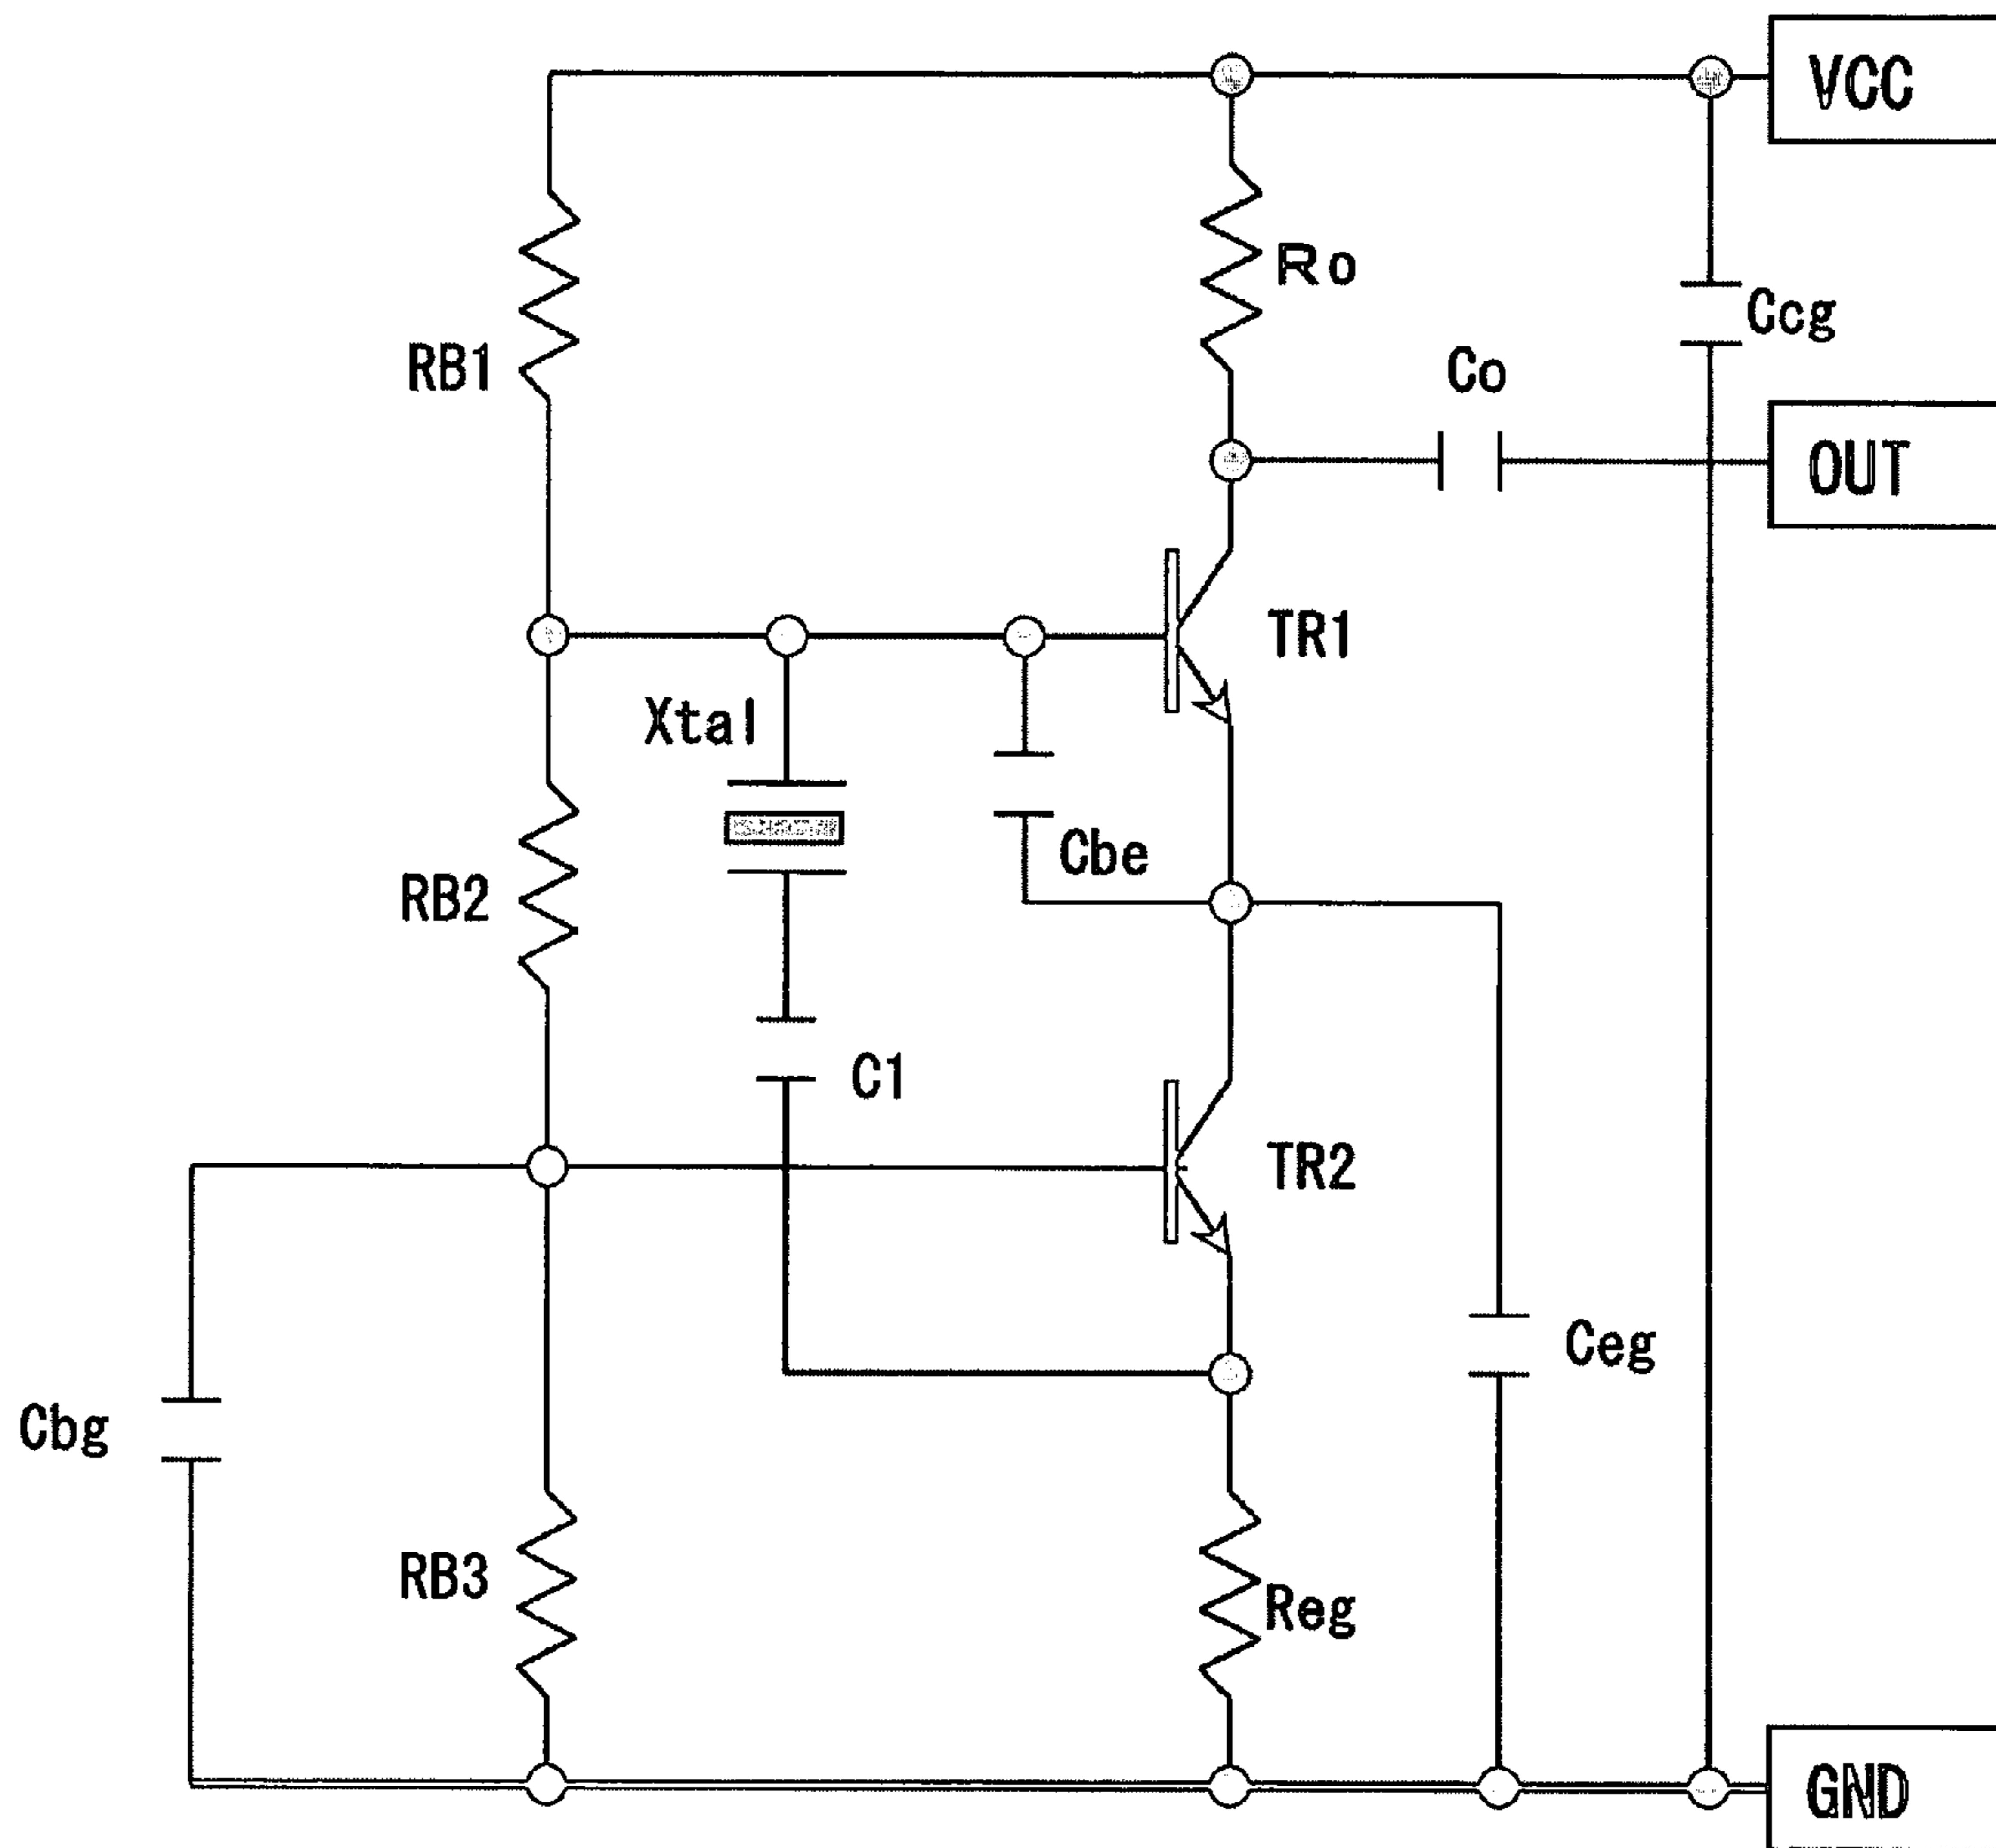 VCC
Ro
Ccg
RB1
Co
OUT
TR1
Xtal
Cbe
RB2
C1
TR2
Ceg
Cbg
RB3
Reg
GND